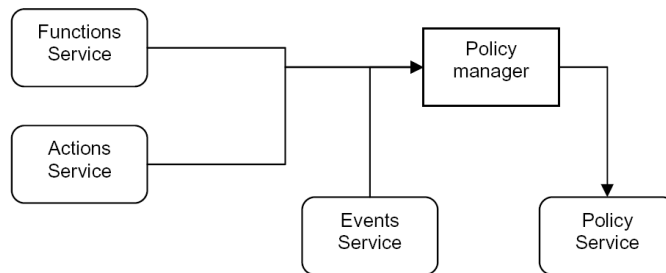 Functions
Service
Policy
manager
Actions
Service
Events
Service
Policy
Service